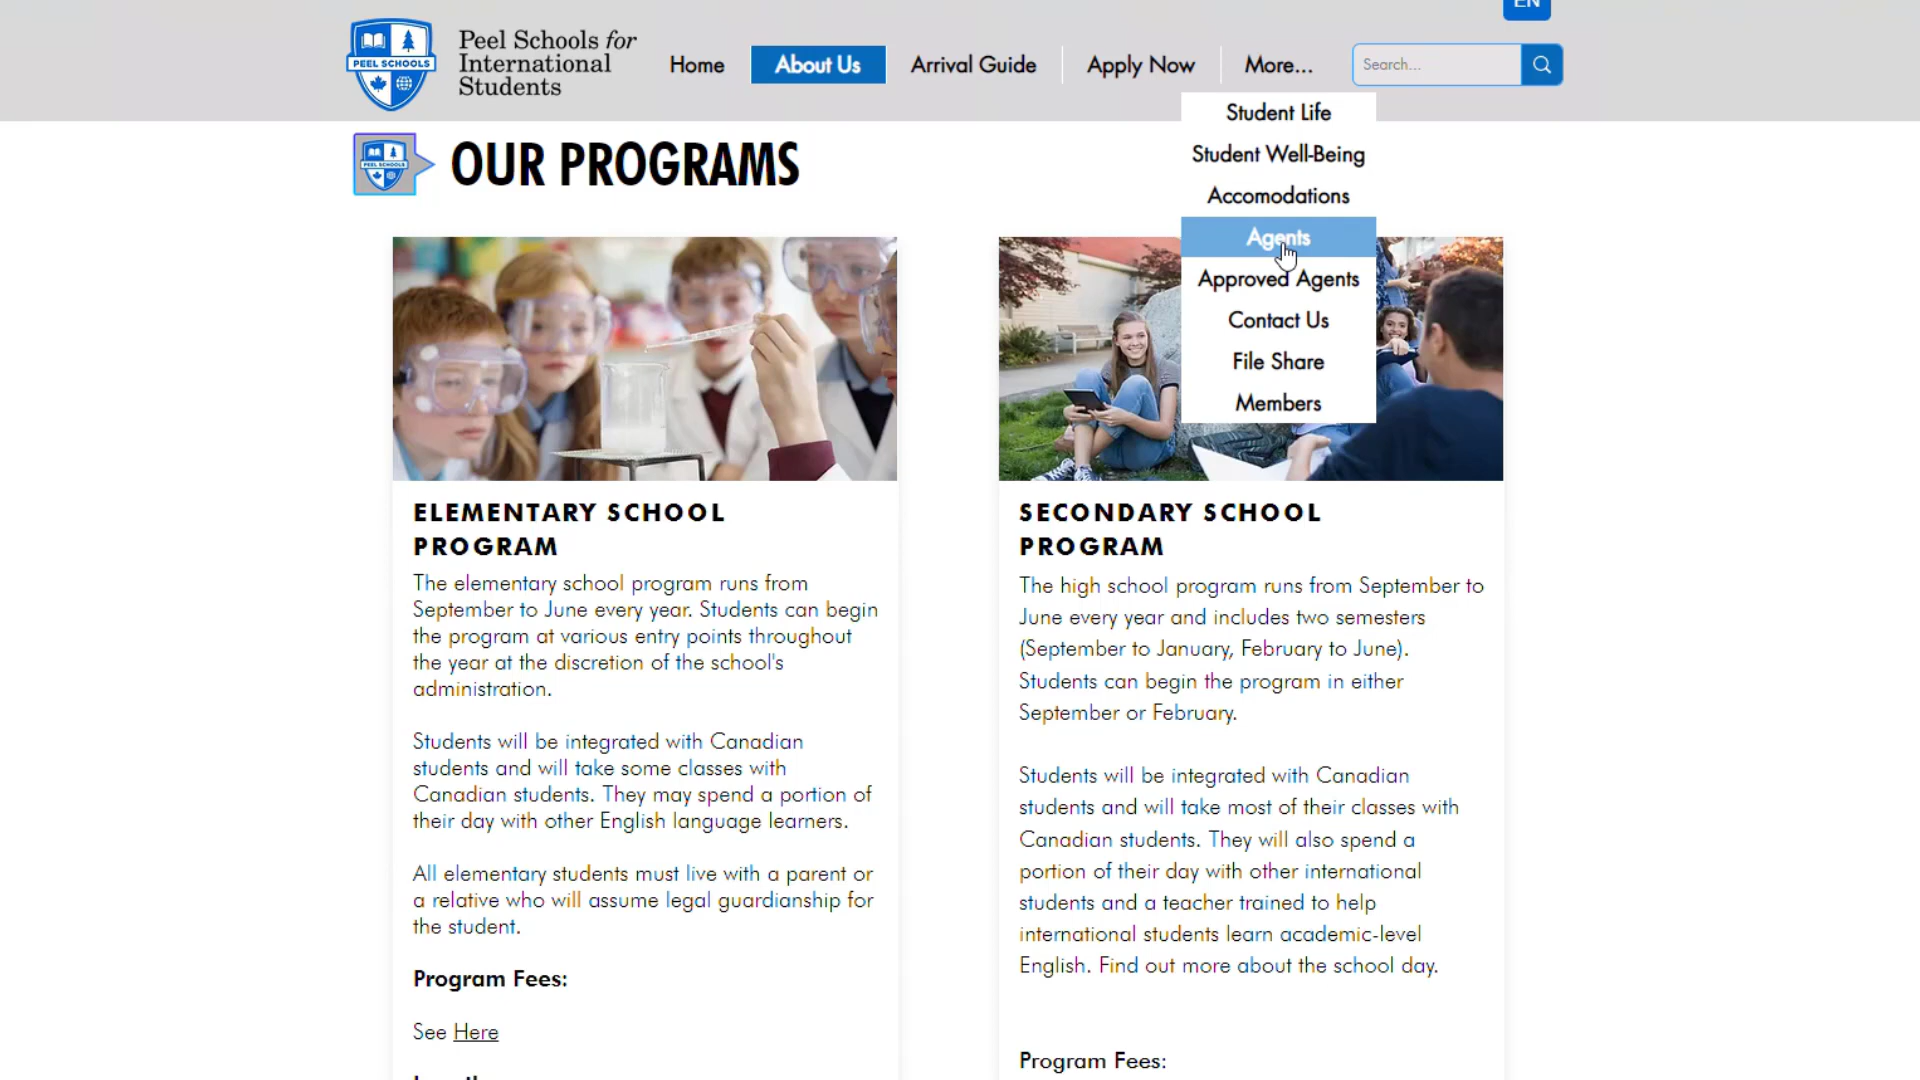 EN
PEEL SCHOOLS
Peel Schools for
International
Students
Home
About Us
Arrival Guide
Apply Now
More...
Search...
Student Life
Student Well-Being
Accomodations
Agents
Approved Agents
Contact Us
File Share
Members
PEEL SCHOOLS
OUR PROGRAMS
ELEMENTARY SCHOOL
PROGRAM
The elementary school program runs from
September to June every year. Students can begin
the program at various entry points throughout
the year at the discretion of the school's
administration.
Students will be integrated with Canadian
students and will take some classes with
Canadian students. They may spend a portion of
their day with other English language learners.
All elementary students must live with a parent or
a relative who will assume legal guardianship for
the student.
Program Fees:
See Here
SECONDARY SCHOOL
PROGRAM
The high school program runs from September to
June every year and includes two semesters
(September to January, February to June).
Students can begin the program in either
September or February.
Students will be integrated with Canadian
students and will take most of their classes with
Canadian students. They will also spend a
portion of their day with other international
students and a teacher trained to help
international students learn academic-level
English. Find out more about the school day.
Program Fees: